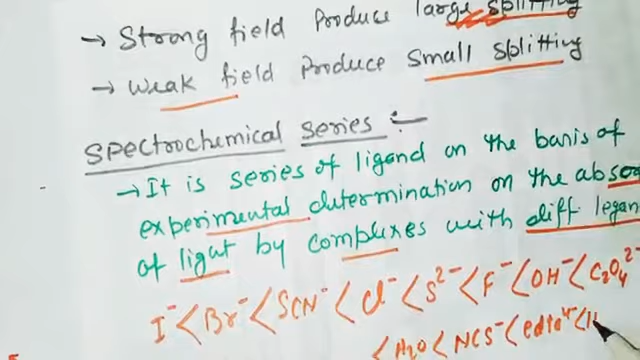 → Strong field Produce large splitting
→ Weak field Produce Small splitting
Spectrochemical Series :-
→ It is series of ligand on the basis of
experimental determination on the abso
of light by complexes with diff legan
I⁻ < Br⁻ < SCN⁻ < Cl⁻ < S²⁻ < F⁻ < OH⁻ < C₂O₄²⁻
< H₂O < NCS⁻ < edta⁴⁻ <